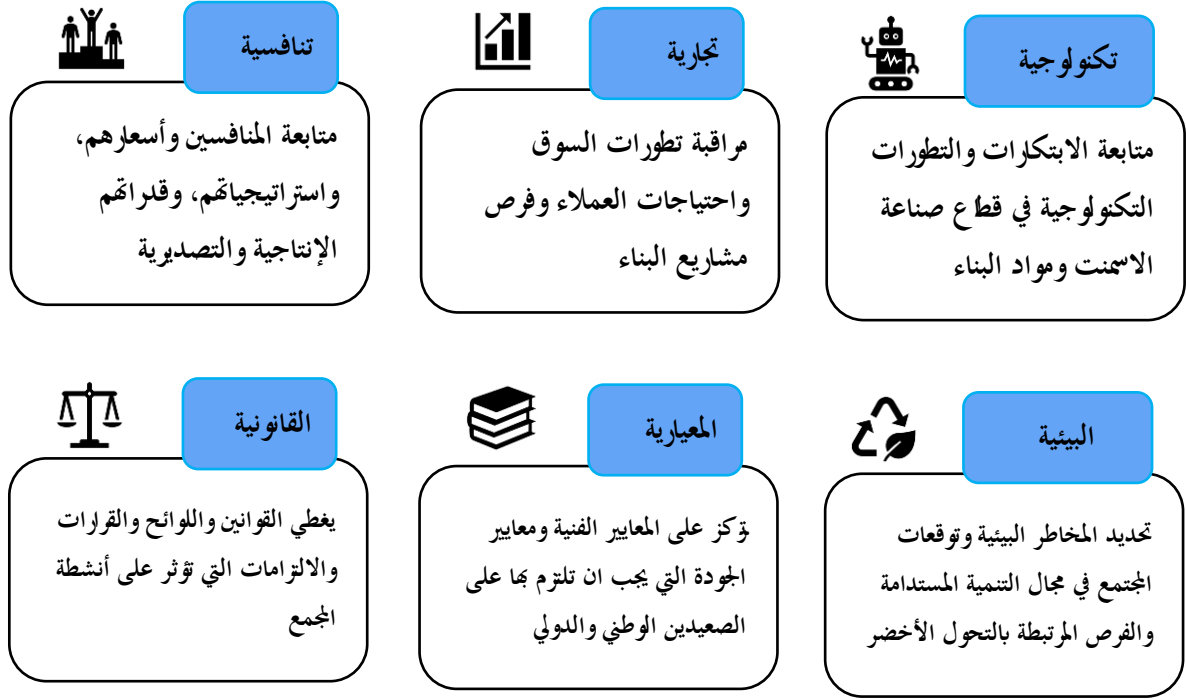 تكنولوجية
متابعة الابتكارات والتطورات
التكنولوجية في قطاع صناعة
الاسمنت ومواد البناء
تجارية
مراقبة تطورات السوق
واحتياجات العملاء وفرص
مشاريع البناء
تنافسية
متابعة المنافسين وأسعارهم،
واستراتيجياتهم، وقدراتهم
الإنتاجية والتصديرية
البيئية
تحديد المخاطر البيئية وتوقعات
المجتمع في مجال التنمية المستدامة
والفرص المرتبطة بالتحول الأخضر
المعيارية
تركز على المعايير الفنية ومعايير
الجودة التي يجب ان تلتزم بها على
الصعيدين الوطني والدولي
القانونية
يغطي القوانين واللوائح والقرارات
والالتزامات التي تؤثر على أنشطة
المجمع